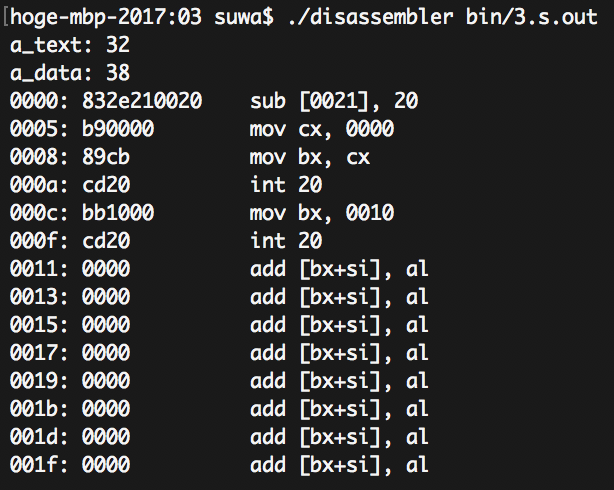 [hoge-mbp-2017:03 suwa$ ./disassembler bin/3.s.out
a_text: 32
a_data: 38
0000: 832e210020    sub [0021], 20
0005: b90000        mov cx, 0000
0008: 89cb          mov bx, cx
000a: cd20          int 20
000c: bb1000        mov bx, 0010
000f: cd20          int 20
0011: 0000          add [bx+si], al
0013: 0000          add [bx+si], al
0015: 0000          add [bx+si], al
0017: 0000          add [bx+si], al
0019: 0000          add [bx+si], al
001b: 0000          add [bx+si], al
001d: 0000          add [bx+si], al
001f: 0000          add [bx+si], al